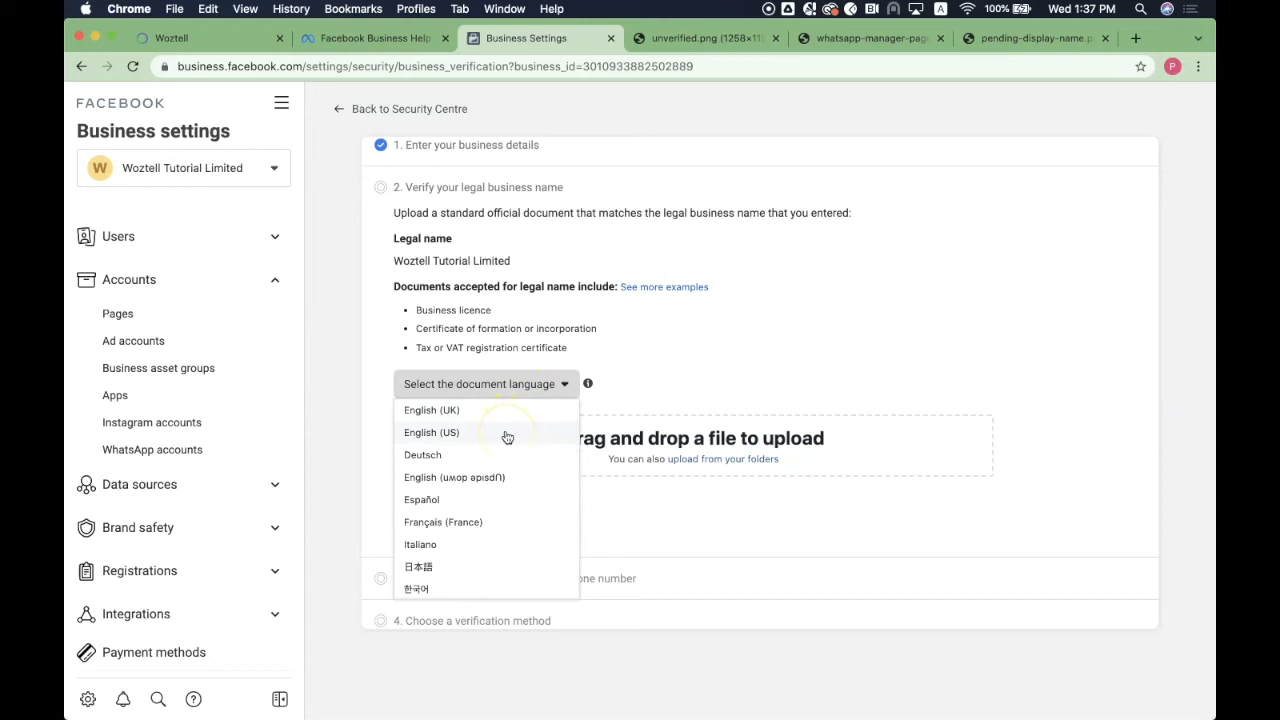 Chrome File Edit View History Bookmarks Profiles Tab Window Help
100% Wed 1:37 PM
Woztell
Facebook Business Help
Business Settings
unverified.png (1258×11
whatsapp-manager-pag
pending-display-name.p
business.facebook.com/settings/security/business_verification?business_id=3010933882502889
P
FACEBOOK
Business settings
W Woztell Tutorial Limited
Users
Accounts
Pages
Ad accounts
Business asset groups
Apps
Instagram accounts
WhatsApp accounts
Data sources
Brand safety
Registrations
Integrations
Payment methods
Back to Security Centre
1. Enter your business details
2. Verify your legal business name
Upload a standard official document that matches the legal business name that you entered:
Legal name
Woztell Tutorial Limited
Documents accepted for legal name include: See more examples
• Business licence
• Certificate of formation or incorporation
• Tax or VAT registration certificate
Select the document language
English (UK)
English (US)
Deutsch
English (uʍop ǝpısdՈ)
Español
Français (France)
Italiano
日本語
한국어
rag and drop a file to upload
You can also upload from your folders
one number
4. Choose a verification method